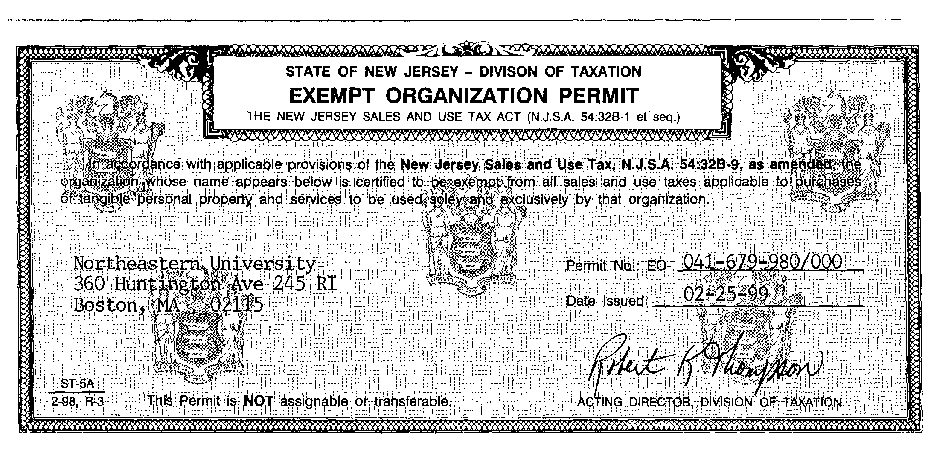 STATE OF NEW JERSEY – DIVISON OF TAXATION
EXEMPT ORGANIZATION PERMIT
THE NEW JERSEY SALES AND USE TAX ACT (N.J.S.A. 54:32B-1 et seq.)
In accordance with applicable provisions of the New Jersey Sales and Use Tax, N.J.S.A. 54:32B-9, as amended, the
organization whose name appears below is certified to be exempt from all sales and use taxes applicable to purchases
of tangible personal property and services to be used soley and exclusively by that organization.
Northeastern University
360 Huntington Ave 245 RI
Boston, MA 02115
Permit No.: EO- 041-679-980/000
Date Issued 02-25-99
Robert K Thompson
ST-5A
2-98, R-3
This Permit is NOT assignable or transferable.
ACTING DIRECTOR, DIVISION OF TAXATION